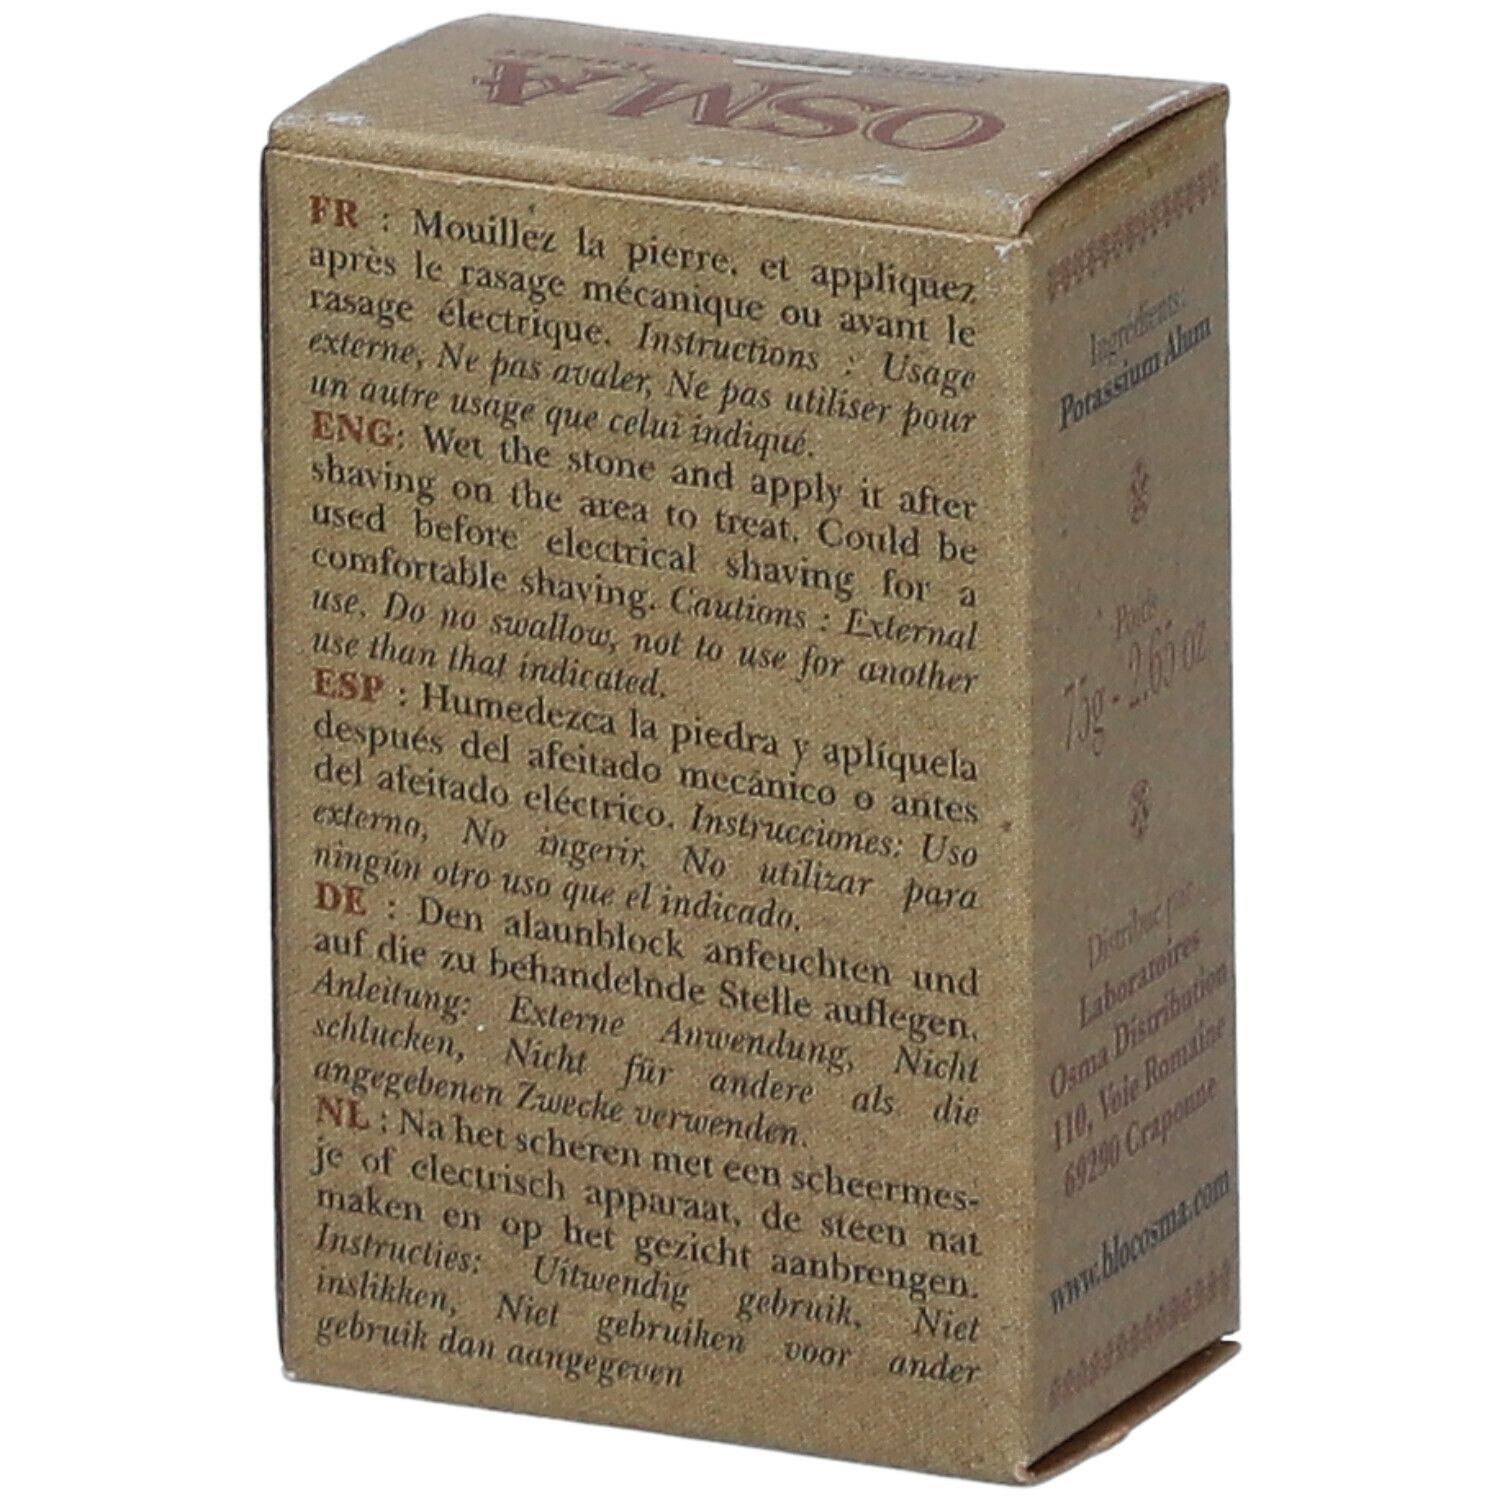 OSMA
FR : Mouillez la pierre, et appliquez
après le rasage mécanique ou avant le
rasage électrique. Instructions : Usage
externe, Ne pas avaler, Ne pas utiliser pour
un autre usage que celui indiqué.
ENG: Wet the stone and apply it after
shaving on the area to treat. Could be
used before electrical shaving for a
comfortable shaving. Cautions : External
use. Do no swallow, not to use for another
use than that indicated.
ESP : Humedezca la piedra y aplíquela
después del afeitado mecánico o antes
del afeitado eléctrico. Instrucciones: Uso
externo, No ingerir, No utilizar para
ningún otro uso que el indicado.
DE : Den alaunblock anfeuchten und
auf die zu behandelnde Stelle auflegen.
Anleitung: Externe Anwendung, Nicht
schlucken, Nicht für andere als die
angegebenen Zwecke verwenden.
NL : Na het scheren met een scheermes-
je of electrisch apparaat, de steen nat
maken en op het gezicht aanbrengen.
Instructies: Uitwendig gebruik, Niet
inslikken, Niet gebruiken voor ander
gebruik dan aangegeven
Ingrédients:
Potassium Alum
Poids
75g - 2.65 oz
Distribué par
Laboratoires
Osma Distribution
110, Voie Romaine
69290 Craponne
www.blocosma.com